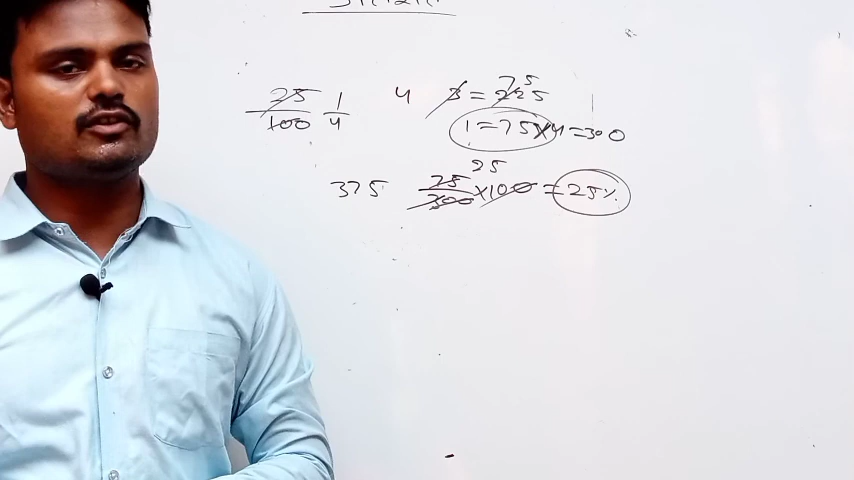 25/100 1/4 4 3 = 225 75
1 = 75 × 4 = 300
375 75/300 × 100 25 = 25%